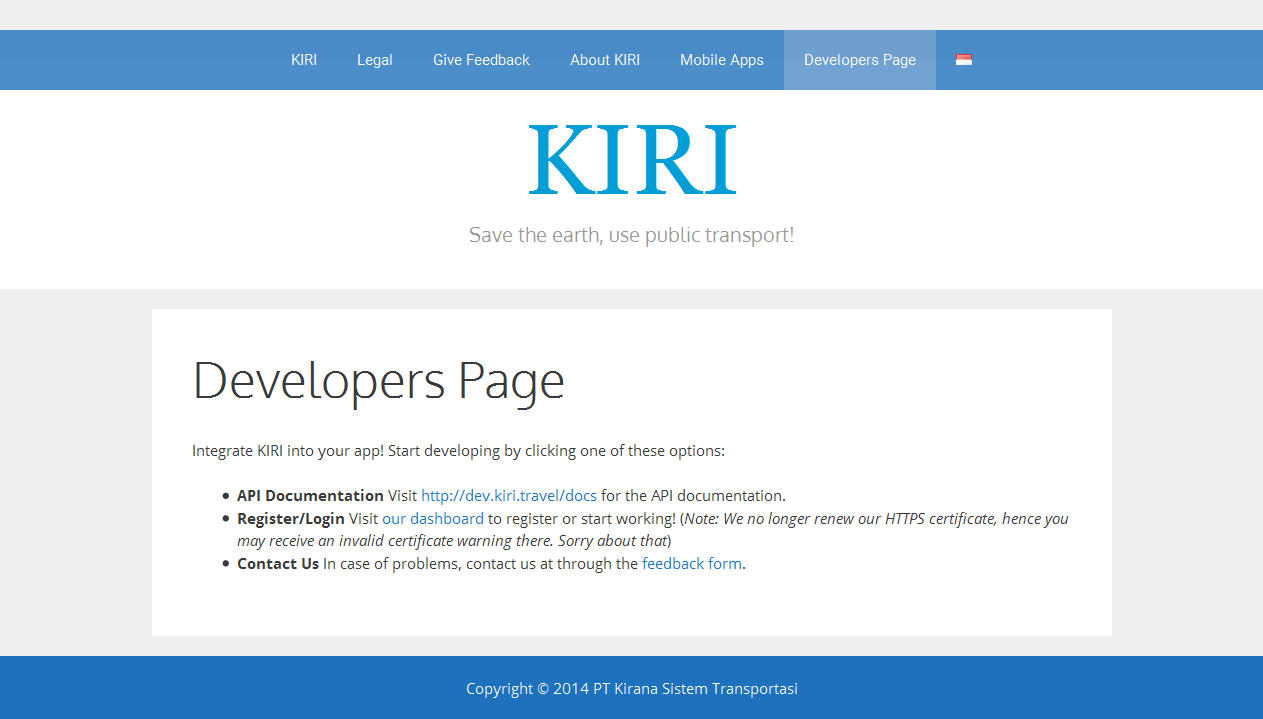 KIRI Legal Give Feedback About KIRI Mobile Apps Developers Page
KIRI
Save the earth, use public transport!
Developers Page
Integrate KIRI into your app! Start developing by clicking one of these options:
• API Documentation Visit http://dev.kiri.travel/docs for the API documentation.
• Register/Login Visit our dashboard to register or start working! (Note: We no longer renew our HTTPS certificate, hence you
may receive an invalid certificate warning there. Sorry about that)
• Contact Us In case of problems, contact us at through the feedback form.
Copyright © 2014 PT Kirana Sistem Transportasi